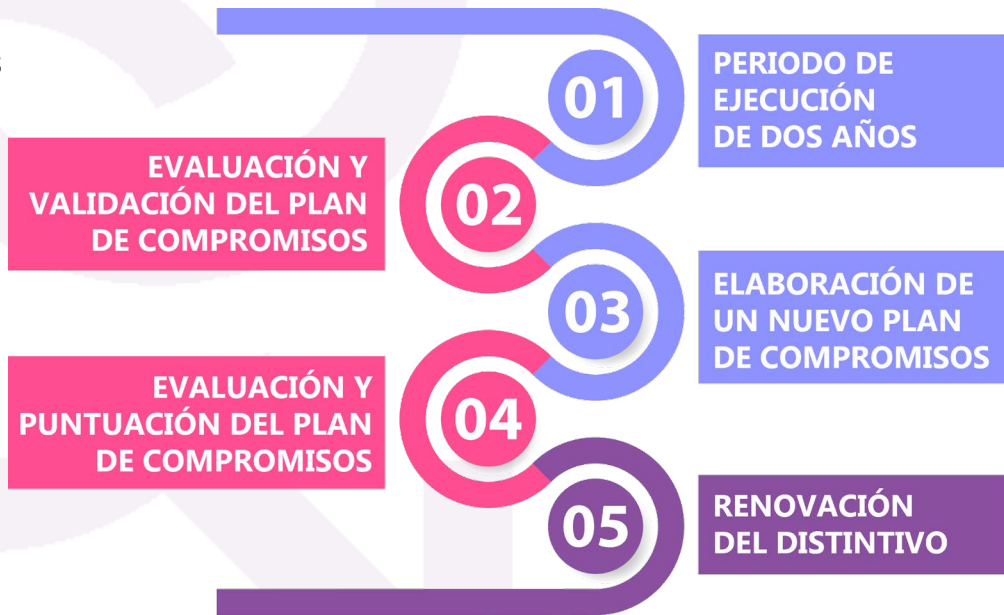 01
PERIODO DE
EJECUCIÓN
DE DOS AÑOS
EVALUACIÓN Y
VALIDACIÓN DEL PLAN
DE COMPROMISOS
02
03
ELABORACIÓN DE
UN NUEVO PLAN
DE COMPROMISOS
EVALUACIÓN Y
PUNTUACIÓN DEL PLAN
DE COMPROMISOS
04
05
RENOVACIÓN
DEL DISTINTIVO